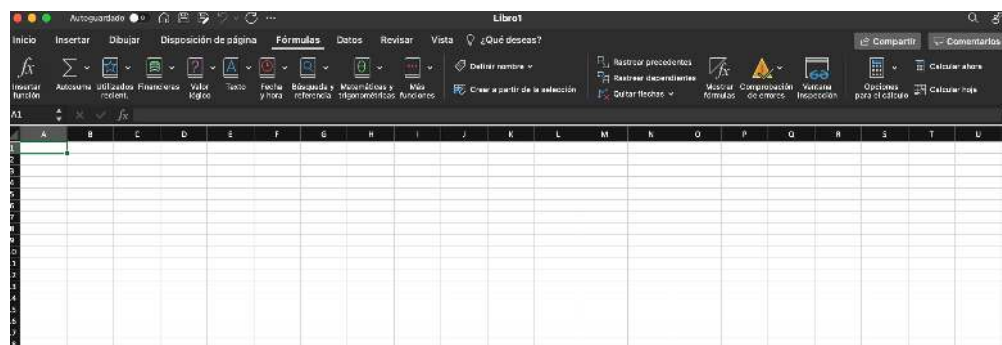 Autoguardado
Libro1
Inicio Insertar Dibujar Disposición de página Fórmulas Datos Revisar Vista ¿Qué deseas?
Compartir Comentarios
Insertar función
Autosuma
Utilizados recient.
Financieras
Valor lógico
Texto
Fecha y hora
Búsqueda y referencia
Matemáticas y trigonométricas
Más funciones
Definir nombre
Crear a partir de la selección
Rastrear precedentes
Rastrear dependientes
Quitar flechas
Mostrar fórmulas
Comprobación de errores
Ventana Inspección
Opciones para el cálculo
Calcular ahora
Calcular hoja
A1
fx
A B C D E F G H I J K L M N O P Q R S T U